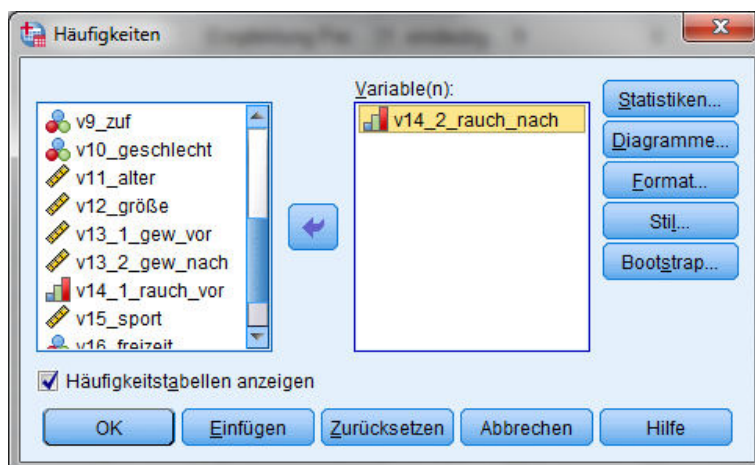 Häufigkeiten
Variable(n):
v9_zuf
v10_geschlecht
v11_alter
v12_größe
v13_1_gew_vor
v13_2_gew_nach
v14_1_rauch_vor
v15_sport
v16_freizeit
v14_2_rauch_nach
Statistiken...
Diagramme...
Format...
Stil...
Bootstrap...
Häufigkeitstabellen anzeigen
OK Einfügen Zurücksetzen Abbrechen Hilfe